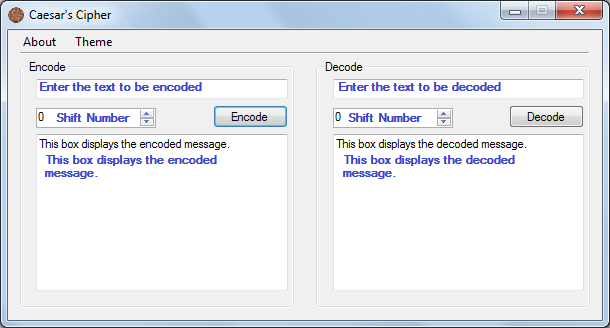 Caesar's Cipher
About Theme
Encode
Enter the text to be encoded
0 Shift Number
Encode
This box displays the encoded message.
This box displays the encoded
message.
Decode
Enter the text to be decoded
0 Shift Number
Decode
This box displays the decoded message.
This box displays the decoded
message.